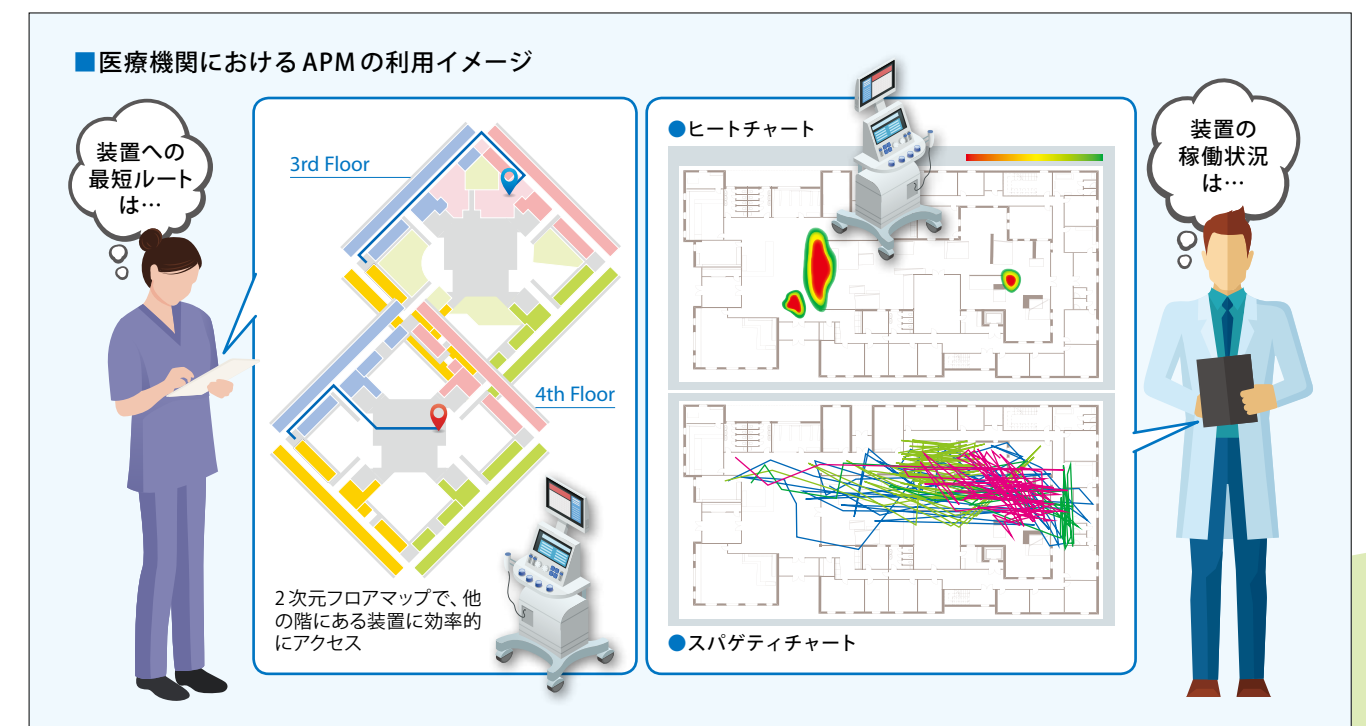 ■医療機関におけるAPMの利用イメージ
装置への
最短ルート
は…
3rd Floor
4th Floor
2次元フロアマップで、他
の階にある装置に効率的
にアクセス
●ヒートチャート
●スパゲティチャート
装置の
稼働状況
は…